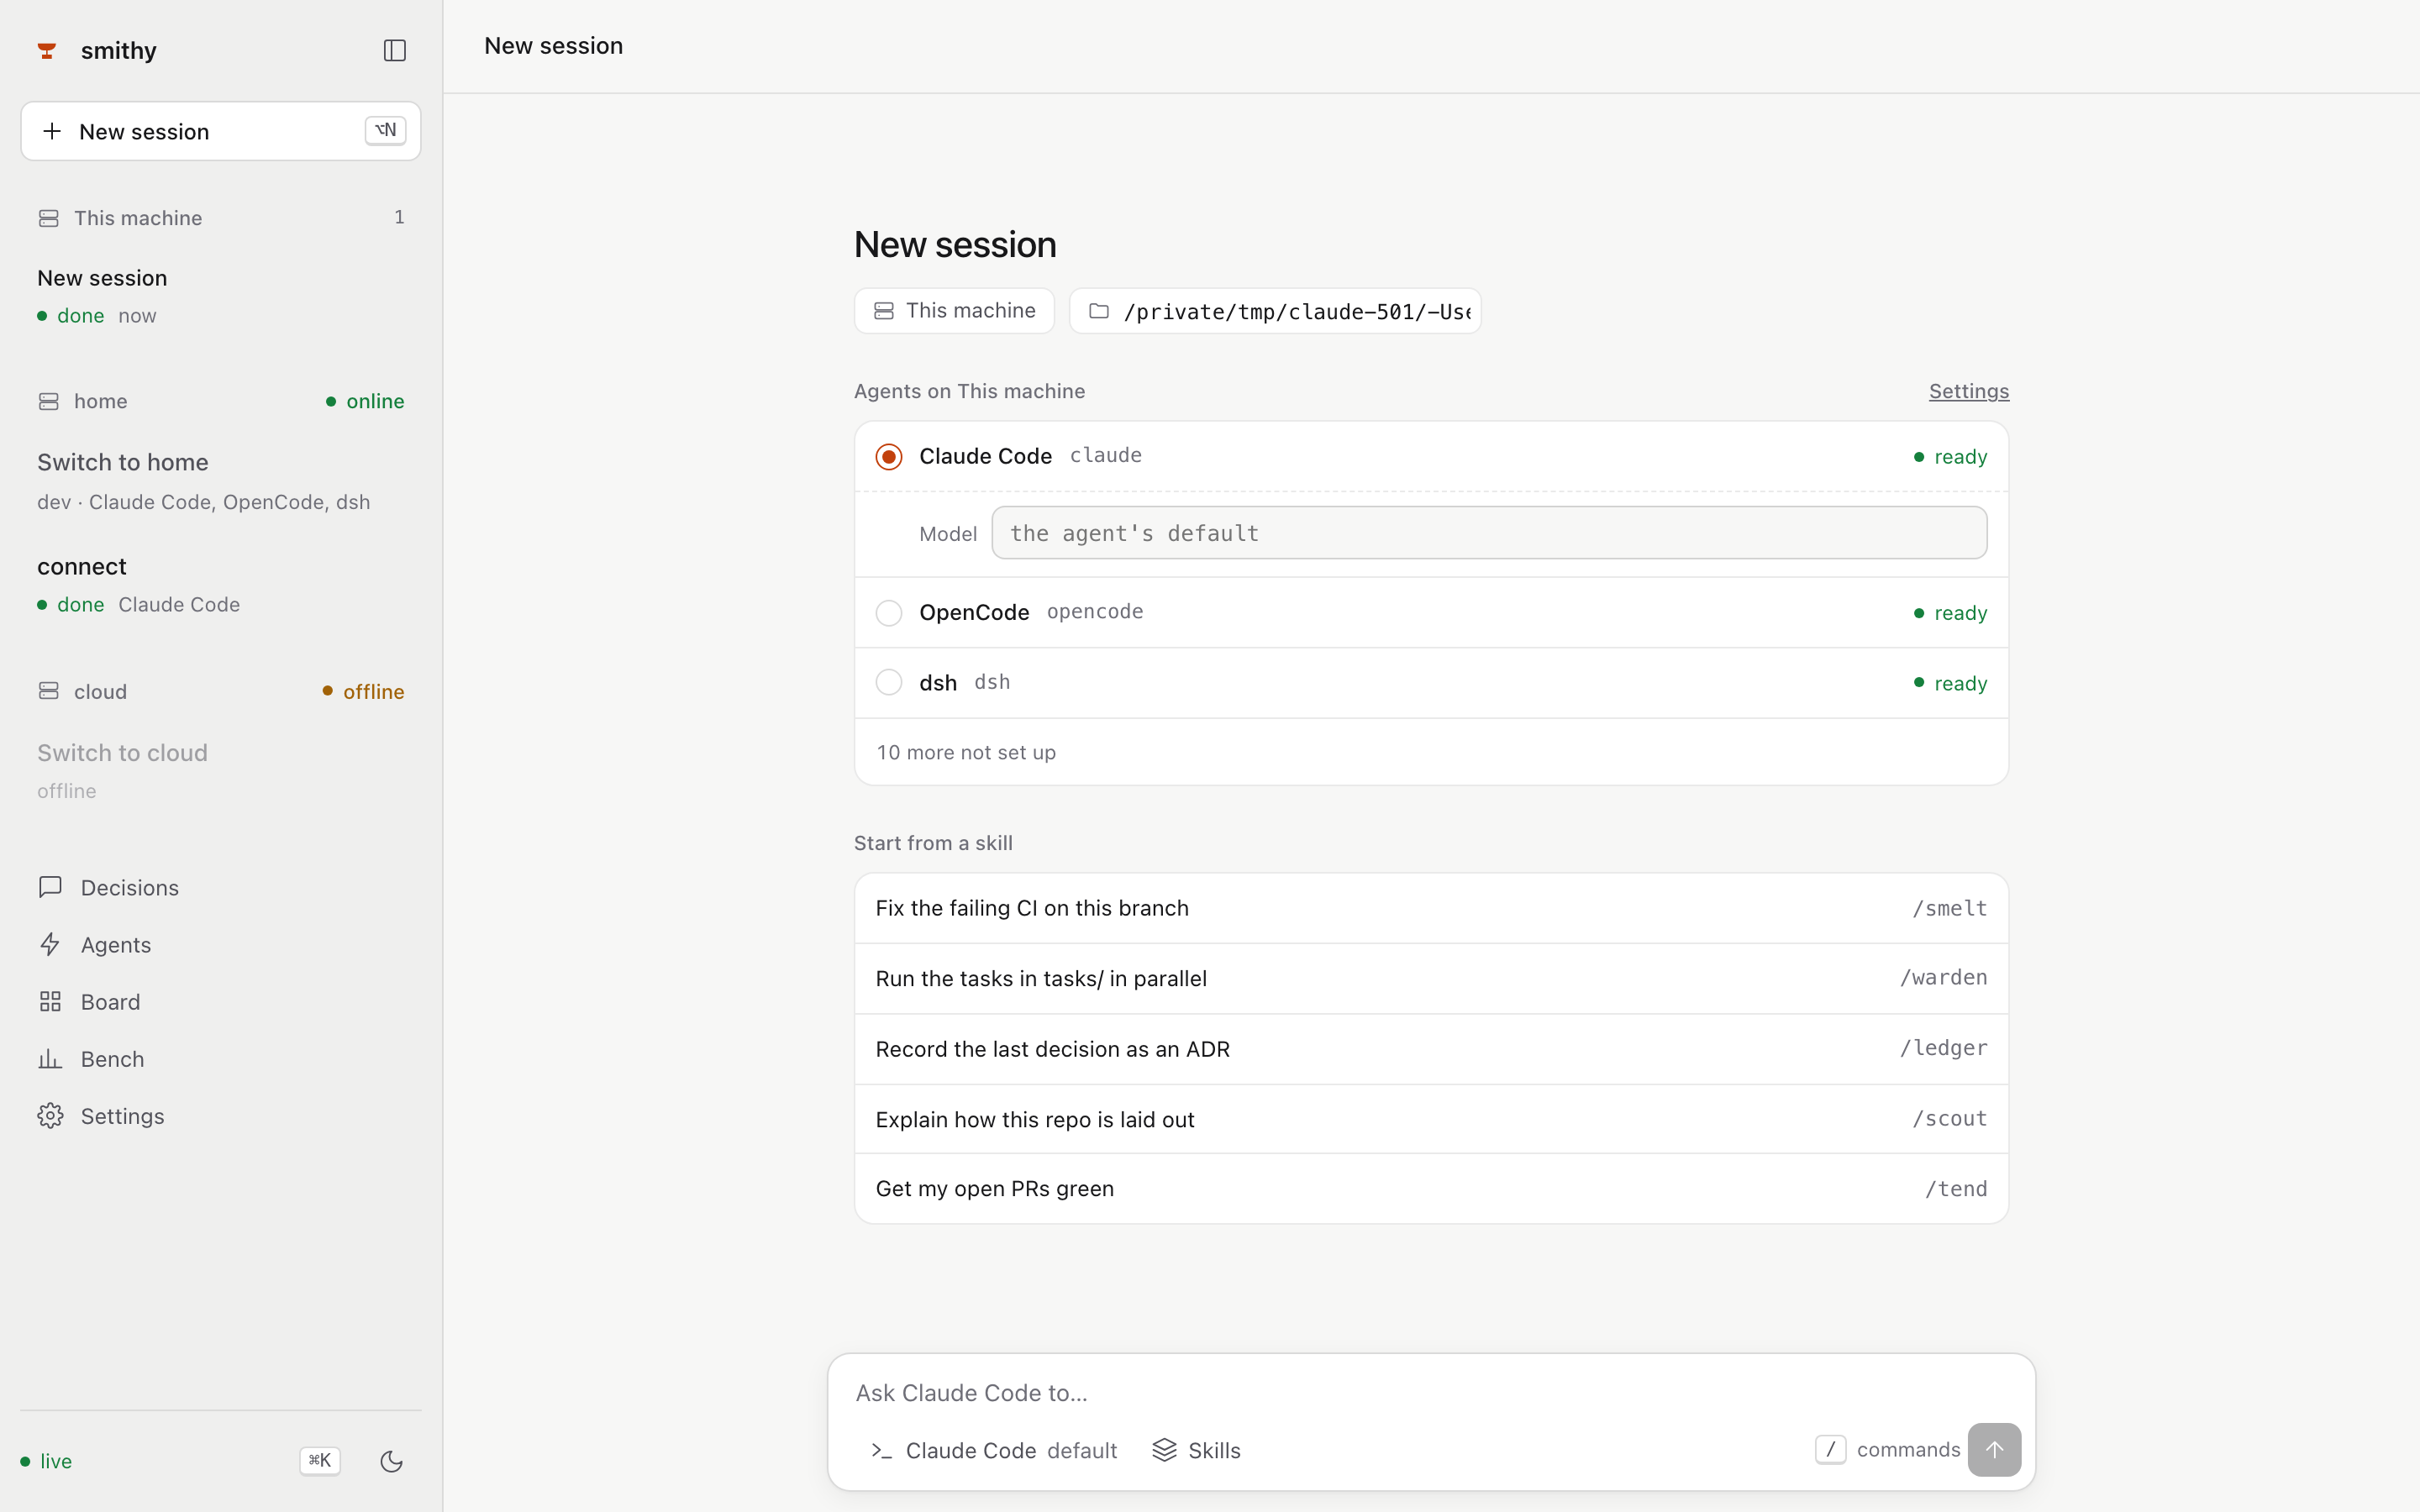 smithy
New session ⌥N
This machine 1
New session
done now
home online
Switch to home
dev · Claude Code, OpenCode, dsh
connect
done Claude Code
cloud offline
Switch to cloud
offline
Decisions
Agents
Board
Bench
Settings
live ⌘K
New session
New session
This machine /private/tmp/claude-501/-Use
Agents on This machine Settings
Claude Code claude ready
Model the agent's default
OpenCode opencode ready
dsh dsh ready
10 more not set up
Start from a skill
Fix the failing CI on this branch /smelt
Run the tasks in tasks/ in parallel /warden
Record the last decision as an ADR /ledger
Explain how this repo is laid out /scout
Get my open PRs green /tend
Ask Claude Code to...
>_ Claude Code default Skills / commands